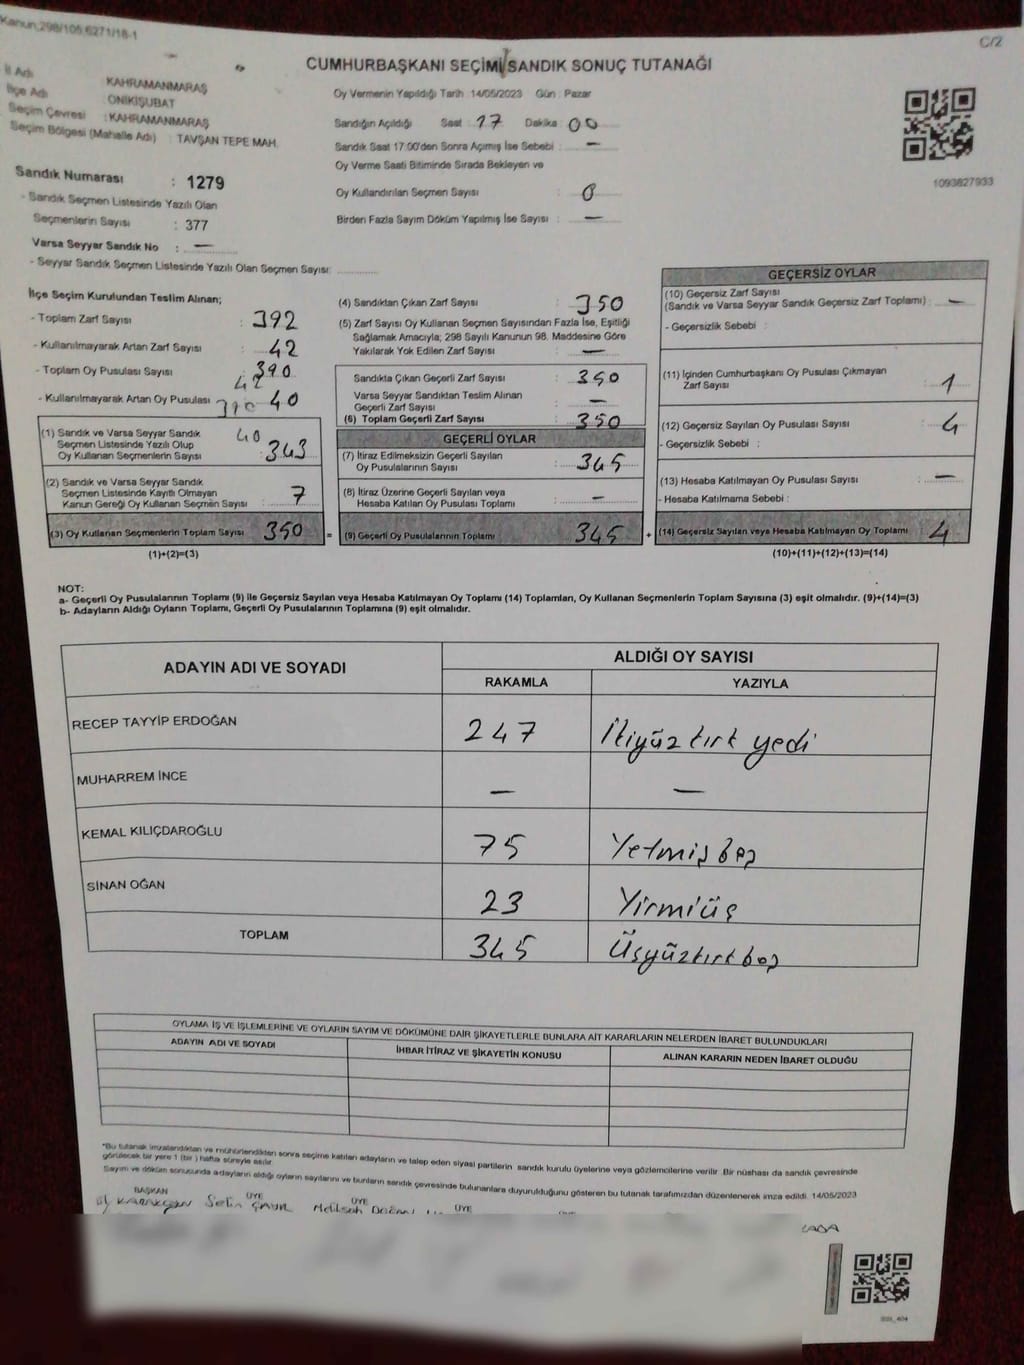 Kanun;298/105,6271/18-1
C/2
CUMHURBAŞKANI SEÇİMİ SANDIK SONUÇ TUTANAĞI
İl Adı : KAHRAMANMARAŞ
İlçe Adı : ONİKİŞUBAT
Seçim Çevresi : KAHRAMANMARAŞ
Seçim Bölgesi (Mahalle Adı) : TAVŞAN TEPE MAH.
Sandık Numarası : 1279
- Sandık Seçmen Listesinde Yazılı Olan
Seçmenlerin Sayısı : 377
Varsa Seyyar Sandık No : —
- Seyyar Sandık Seçmen Listesinde Yazılı Olan Seçmen Sayısı:
Oy Vermenin Yapıldığı Tarih : 14/05/2023 Gün : Pazar
Sandığın Açıldığı Saat : 17 Dakika : 00
Sandık Saat 17:00'den Sonra Açımış İse Sebebi : —
Oy Verme Saati Bitiminde Sırada Bekleyen ve
Oy Kullandırılan Seçmen Sayısı : 0
Birden Fazla Sayım Döküm Yapılmış İse Sayısı : —
1093827933
İlçe Seçim Kurulundan Teslim Alınan;
- Toplam Zarf Sayısı : 392
- Kullanılmayarak Artan Zarf Sayısı : 42
- Toplam Oy Pusulası Sayısı : 390
42
- Kullanılmayarak Artan Oy Pusulası : 390 40
40
(1) Sandık ve Varsa Seyyar Sandık
Seçmen Listesinde Yazılı Olup
Oy Kullanan Seçmenlerin Sayısı : 343
(2) Sandık ve Varsa Seyyar Sandık
Seçmen Listesinde Kayıtlı Olmayan
Kanun Gereği Oy Kullanan Seçmen Sayısı : 7
(3) Oy Kullanan Seçmenlerin Toplam Sayısı 350 =
(1)+(2)=(3)
(4) Sandıktan Çıkan Zarf Sayısı : 350
(5) Zarf Sayısı Oy Kullanan Seçmen Sayısından Fazla İse, Eşitliği
Sağlamak Amacıyla; 298 Sayılı Kanunun 98. Maddesine Göre
Yakılarak Yok Edilen Zarf Sayısı : —
Sandıkta Çıkan Geçerli Zarf Sayısı : 350
Varsa Seyyar Sandıktan Teslim Alınan
Geçerli Zarf Sayısı : —
(6) Toplam Geçerli Zarf Sayısı : 350
GEÇERLİ OYLAR
(7) İtiraz Edilmeksizin Geçerli Sayılan
Oy Pusulalarının Sayısı : 345
(8) İtiraz Üzerine Geçerli Sayılan veya
Hesaba Katılan Oy Pusulası Toplamı : —
(9) Geçerli Oy Pusulalarının Toplamı 345 +
GEÇERSİZ OYLAR
(10) Geçersiz Zarf Sayısı
(Sandık ve Varsa Seyyar Sandık Geçersiz Zarf Toplamı) : —
- Geçersizlik Sebebi :
(11) İçinden Cumhurbaşkanı Oy Pusulası Çıkmayan
Zarf Sayısı : 1
(12) Geçersiz Sayılan Oy Pusulası Sayısı : 4
- Geçersizlik Sebebi :
(13) Hesaba Katılmayan Oy Pusulası Sayısı : —
- Hesaba Katılmama Sebebi :
(14) Geçersiz Sayılan veya Hesaba Katılmayan Oy Toplamı 4
(10)+(11)+(12)+(13)=(14)
NOT:
a- Geçerli Oy Pusulalarının Toplamı (9) ile Geçersiz Sayılan veya Hesaba Katılmayan Oy Toplamı (14) Toplamları, Oy Kullanan Seçmenlerin Toplam Sayısına (3) eşit olmalıdır. (9)+(14)=(3)
b- Adayların Aldığı Oyların Toplamı, Geçerli Oy Pusulalarının Toplamına (9) eşit olmalıdır.
ADAYIN ADI VE SOYADI
ALDIĞI OY SAYISI
RAKAMLA YAZIYLA
RECEP TAYYİP ERDOĞAN 247 İkiyüz kırk yedi
MUHARREM İNCE — —
KEMAL KILIÇDAROĞLU 75 Yetmiş beş
SİNAN OĞAN 23 Yirmiüç
TOPLAM 345 Üçyüzkırkbeş
OYLAMA İŞ VE İŞLEMLERİNE VE OYLARIN SAYIM VE DÖKÜMÜNE DAİR ŞİKAYETLERLE BUNLARA AİT KARARLARIN NELERDEN İBARET BULUNDUKLARI
ADAYIN ADI VE SOYADI İHBAR İTİRAZ VE ŞİKAYETİN KONUSU ALINAN KARARIN NEDEN İBARET OLDUĞU
*Bu tutanak imzalandıktan ve mühürlendikten sonra seçime katılan adayların ve talep eden siyasi partilerin sandık kurulu üyelerine veya gözlemcilerine verilir. Bir nüshası da sandık çevresinde
görülecek bir yere 1 (bir) hafta süreyle asılır.
Sayım ve döküm sonucunda adayların aldığı oyların sayılarını ve bunların sandık çevresinde bulunanlara duyurulduğunu gösteren bu tutanak tarafımızdan düzenlenerek imza edildi. 14/05/2023
BAŞKAN ÜYE ÜYE ÜYE